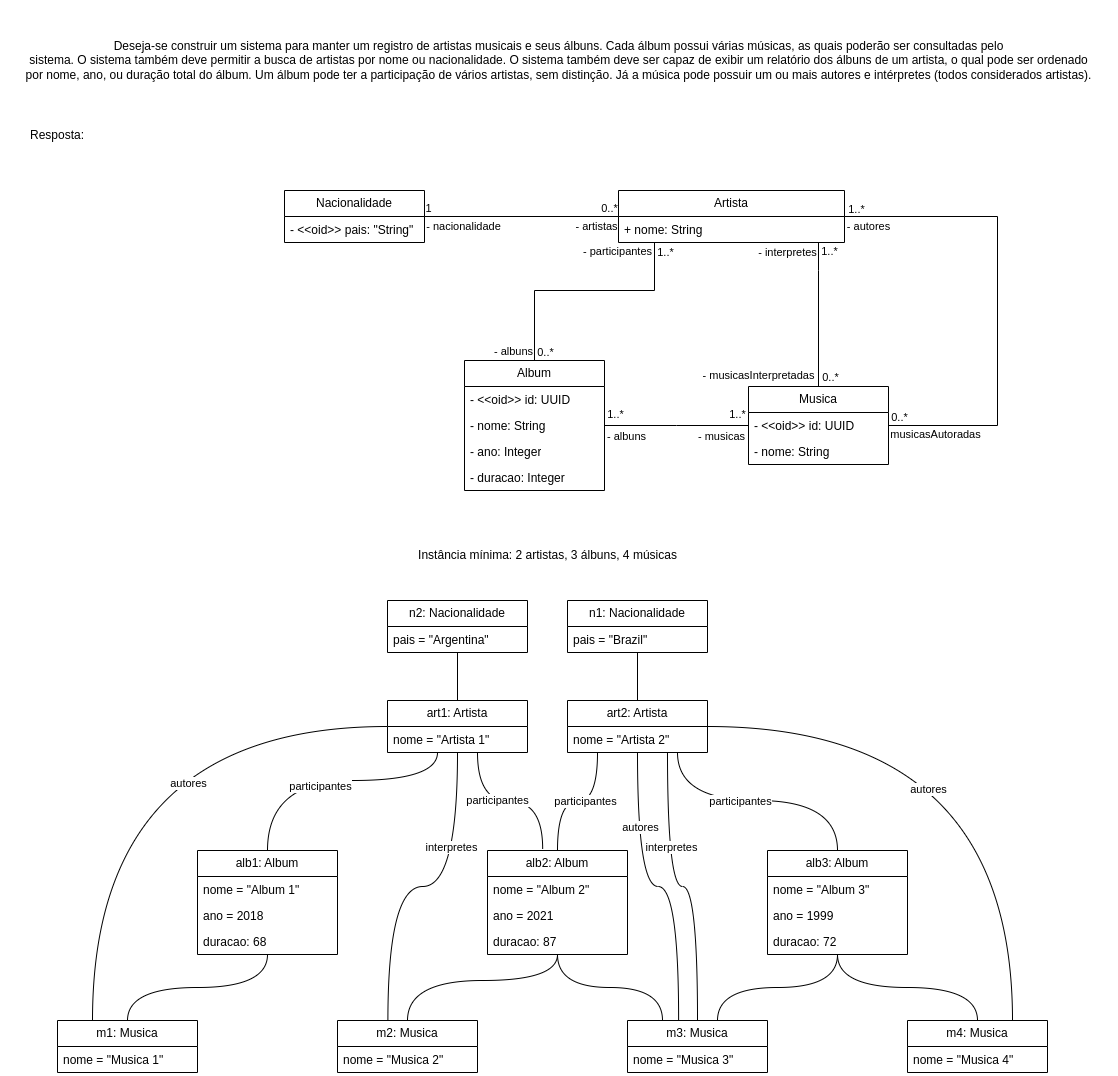 Deseja-se construir um sistema para manter um registro de artistas musicais e seus álbuns. Cada álbum possui várias músicas, as quais poderão ser consultadas pelo
sistema. O sistema também deve permitir a busca de artistas por nome ou nacionalidade. O sistema também deve ser capaz de exibir um relatório dos álbuns de um artista, o qual pode ser ordenado
por nome, ano, ou duração total do álbum. Um álbum pode ter a participação de vários artistas, sem distinção. Já a música pode possuir um ou mais autores e intérpretes (todos considerados artistas).
Resposta:
Nacionalidade
- <<oid>> pais: "String"
1
- nacionalidade
0..*
- artistas
Artista
+ nome: String
1..*
- autores
- participantes
1..*
- interpretes
1..*
- albuns
0..*
- musicasInterpretadas
0..*
Album
- <<oid>> id: UUID
- nome: String
- ano: Integer
- duracao: Integer
1..*
- albuns
1..*
- musicas
Musica
- <<oid>> id: UUID
- nome: String
0..*
musicasAutoradas
Instância mínima: 2 artistas, 3 álbuns, 4 músicas
n2: Nacionalidade
pais = "Argentina"
n1: Nacionalidade
pais = "Brazil"
art1: Artista
nome = "Artista 1"
art2: Artista
nome = "Artista 2"
autores
participantes
participantes
participantes
participantes
autores
autores
interpretes
interpretes
alb1: Album
nome = "Album 1"
ano = 2018
duracao: 68
alb2: Album
nome = "Album 2"
ano = 2021
duracao: 87
alb3: Album
nome = "Album 3"
ano = 1999
duracao: 72
m1: Musica
nome = "Musica 1"
m2: Musica
nome = "Musica 2"
m3: Musica
nome = "Musica 3"
m4: Musica
nome = "Musica 4"